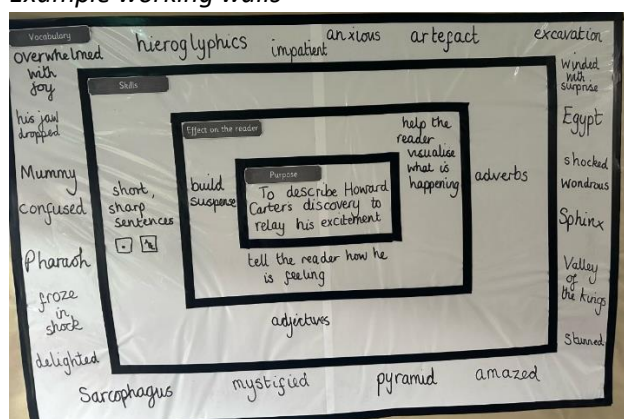 Example working walls
Vocabulary
overwhelmed
with
joy
his jaw
dropped
Mummy
confused
Pharaoh
froze
in
shock
delighted
hieroglyphics
impatient
anxious
artefact
excavation
winded
with
surprise
Egypt
shocked
wondrous
Sphinx
Valley
of
the kings
Stunned
Sarcophagus
mystified
pyramid
amazed
Skills
short,
sharp
sentences
adverbs
adjectives
Effect on the reader
build
suspense
help the
reader
visualise
what is
happening
tell the reader how he
is feeling
Purpose
To describe Howard
Carters discovery to
relay his excitement